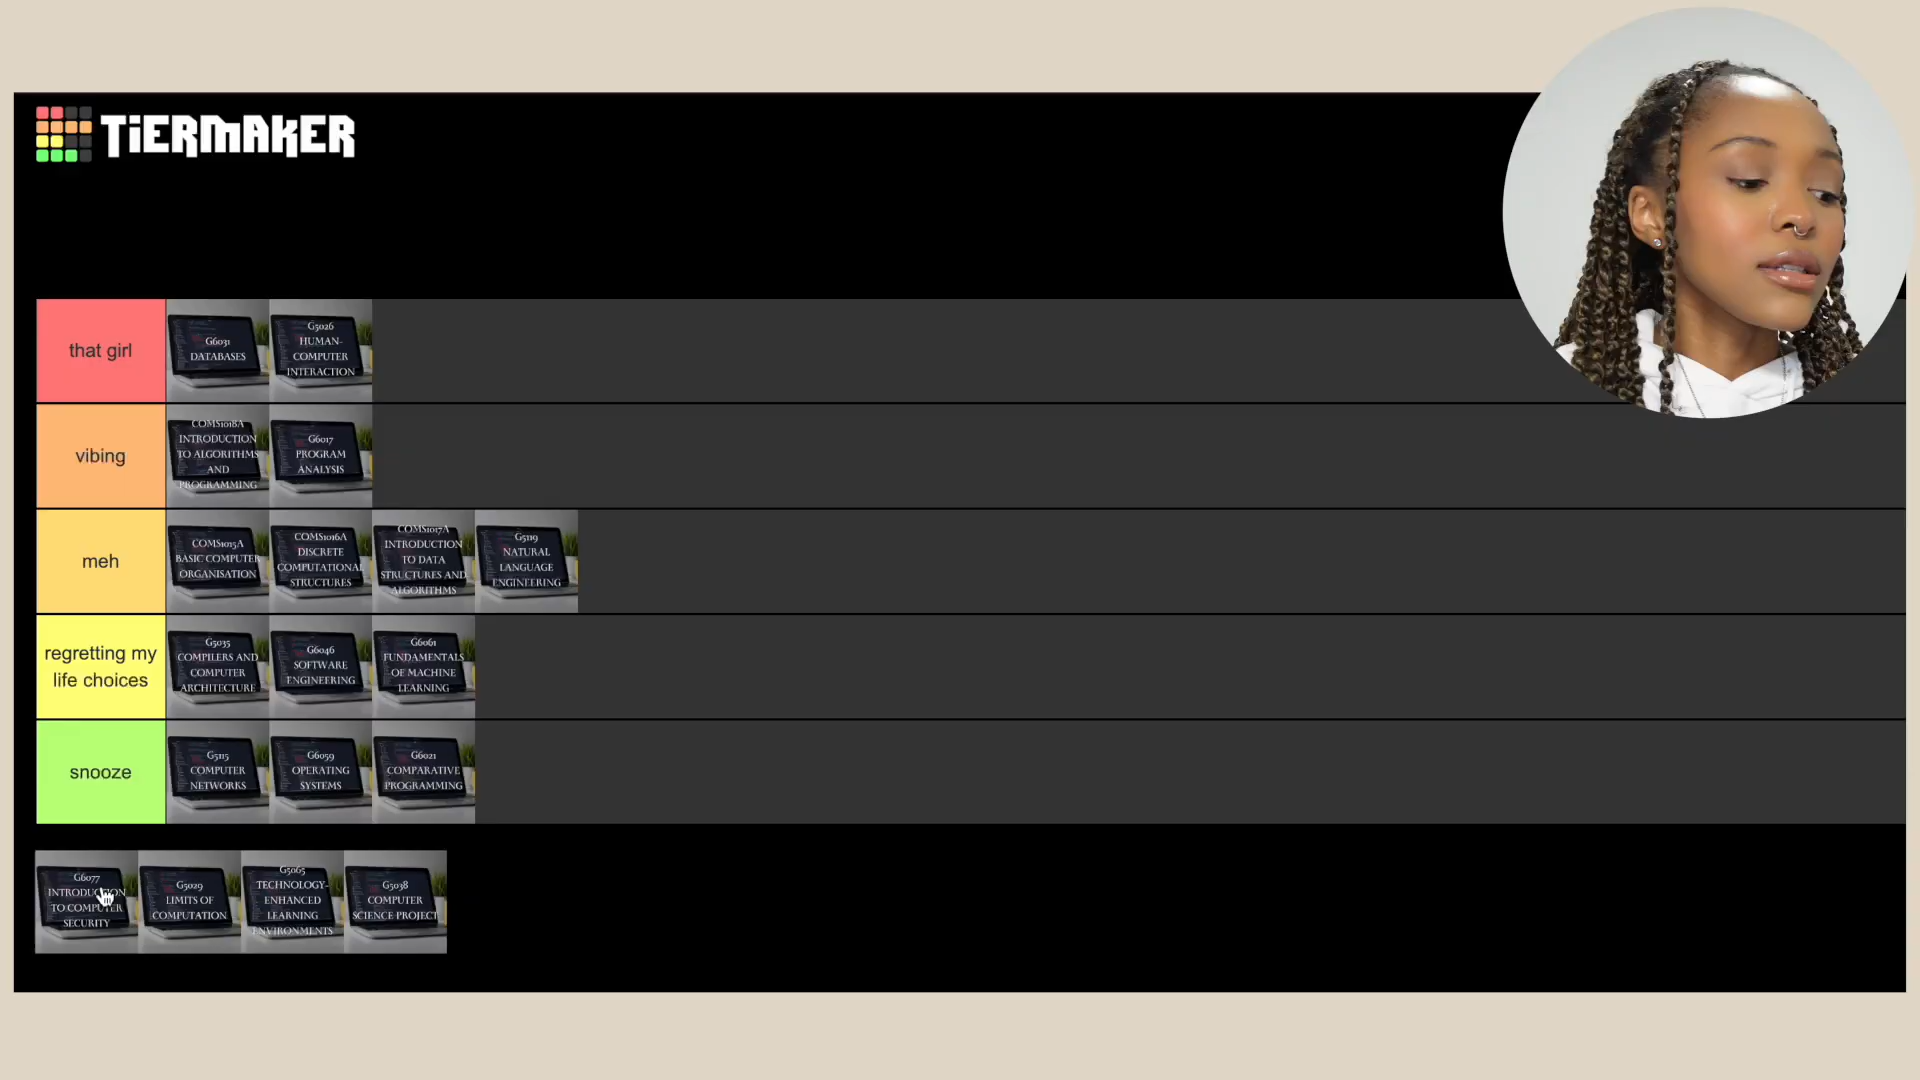 TiERMAKER
that girl
G6031
DATABASES
G5026
HUMAN-
COMPUTER
INTERACTION
vibing
COMS1018A
INTRODUCTION
TO ALGORITHMS
AND
PROGRAMMING
G6017
PROGRAM
ANALYSIS
meh
COMS1015A
BASIC COMPUTER
ORGANISATION
COMS1016A
DISCRETE
COMPUTATIONAL
STRUCTURES
COMS1017A
INTRODUCTION
TO DATA
STRUCTURES AND
ALGORITHMS
G5119
NATURAL
LANGUAGE
ENGINEERING
regretting my
life choices
G5035
COMPILERS AND
COMPUTER
ARCHITECTURE
G6046
SOFTWARE
ENGINEERING
G6061
FUNDAMENTALS
OF MACHINE
LEARNING
snooze
G5115
COMPUTER
NETWORKS
G6059
OPERATING
SYSTEMS
G6021
COMPARATIVE
PROGRAMMING
G6077
INTRODUCTION
TO COMPUTER
SECURITY
G5029
LIMITS OF
COMPUTATION
G5065
TECHNOLOGY-
ENHANCED
LEARNING
ENVIRONMENTS
G5038
COMPUTER
SCIENCE PROJECT